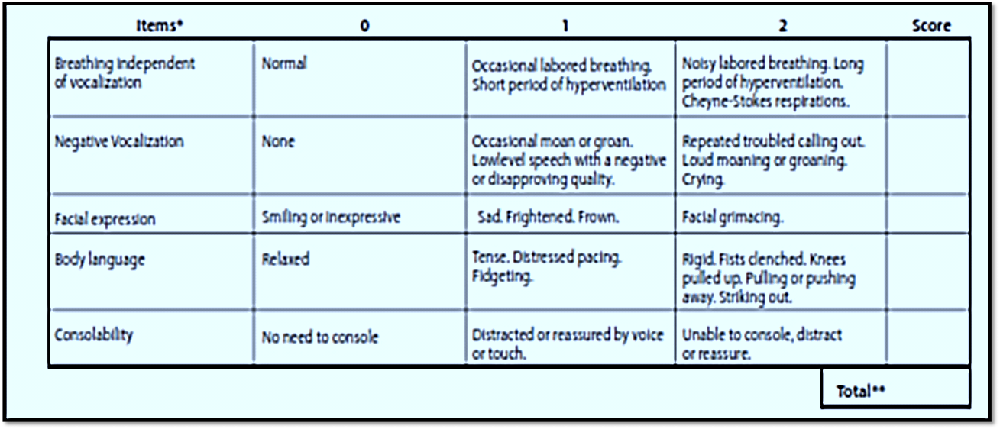 Items* 0 1 2 Score
Breathing Independent
of vocalization
Normal
Occasional labored breathing.
Short period of hyperventilation
Noisy labored breathing. Long
period of hyperventilation.
Cheyne-Stokes respirations.
Negative Vocalization
None
Occasional moan or groan.
Lowlevel speech with a negative
or disapproving quality.
Repeated troubled calling out.
Loud moaning or groaning.
Crying.
Facial expression
Smiling or Inexpressive
Sad. Frightened. Frown.
Facial grimacing.
Body language
Relaxed
Tense. Distressed pacing.
Fidgeting.
Rigid. Fists clenched. Knees
pulled up. Pulling or pushing
away. Striking out.
Consolability
No need to console
Distracted or reassured by voice
or touch.
Unable to console, distract
or reassure.
Total**